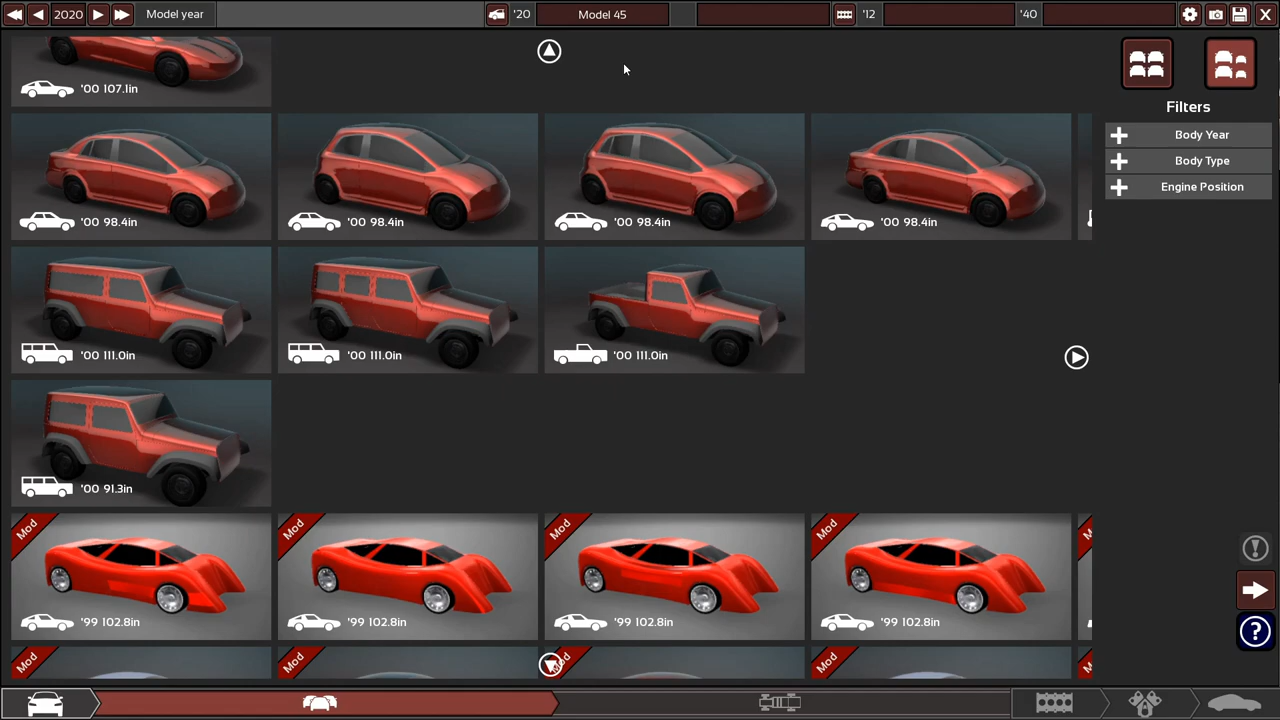 2020 Model year '20 Model 45 '12 '40
Filters
Body Year
Body Type
Engine Position
'00 107.1in
'00 98.4in '00 98.4in '00 98.4in '00 98.4in
'00 111.0in '00 111.0in '00 111.0in
'00 91.3in
Mod Mod Mod Mod
'99 102.8in '99 102.8in '99 102.8in '99 102.8in
Mod Mod Mod Mod